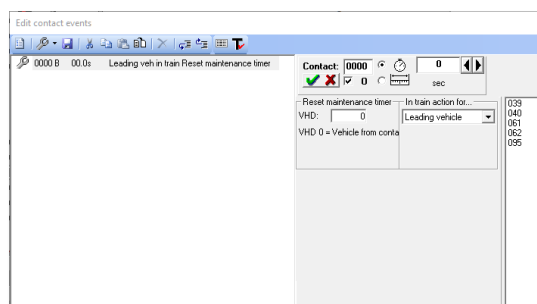 Edit contact events
0000 B 00.0s Leading veh in train Reset maintenance timer
Contact: 0000 0
0 sec
Reset maintenance timer In train action for...
VHD: 0 Leading vehicle
VHD 0 = Vehicle from conta
039
040
061
062
095